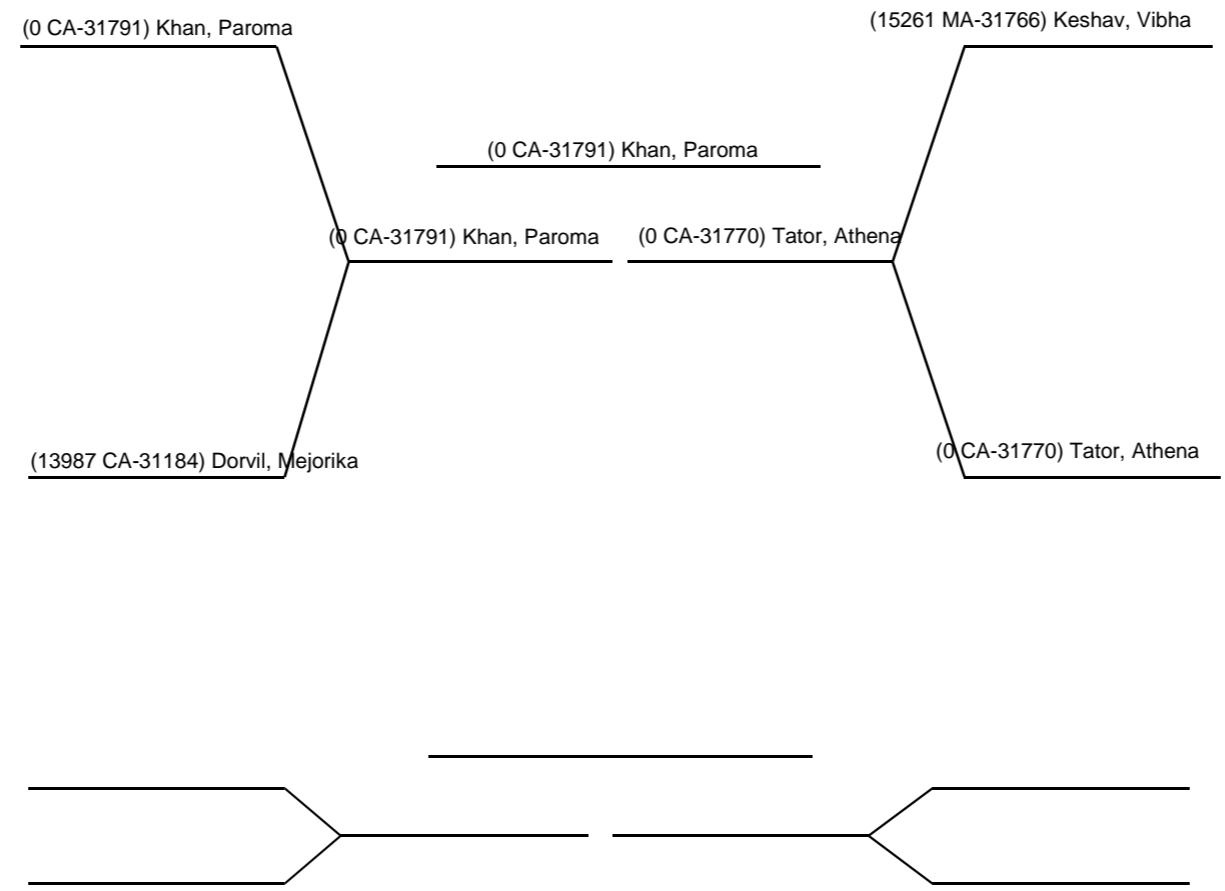 (0 CA-31791) Khan, Paroma
(15261 MA-31766) Keshav, Vibha
(0 CA-31791) Khan, Paroma
(0 CA-31791) Khan, Paroma
(0 CA-31770) Tator, Athena
(13987 CA-31184) Dorvil, Mejorika
(0 CA-31770) Tator, Athena